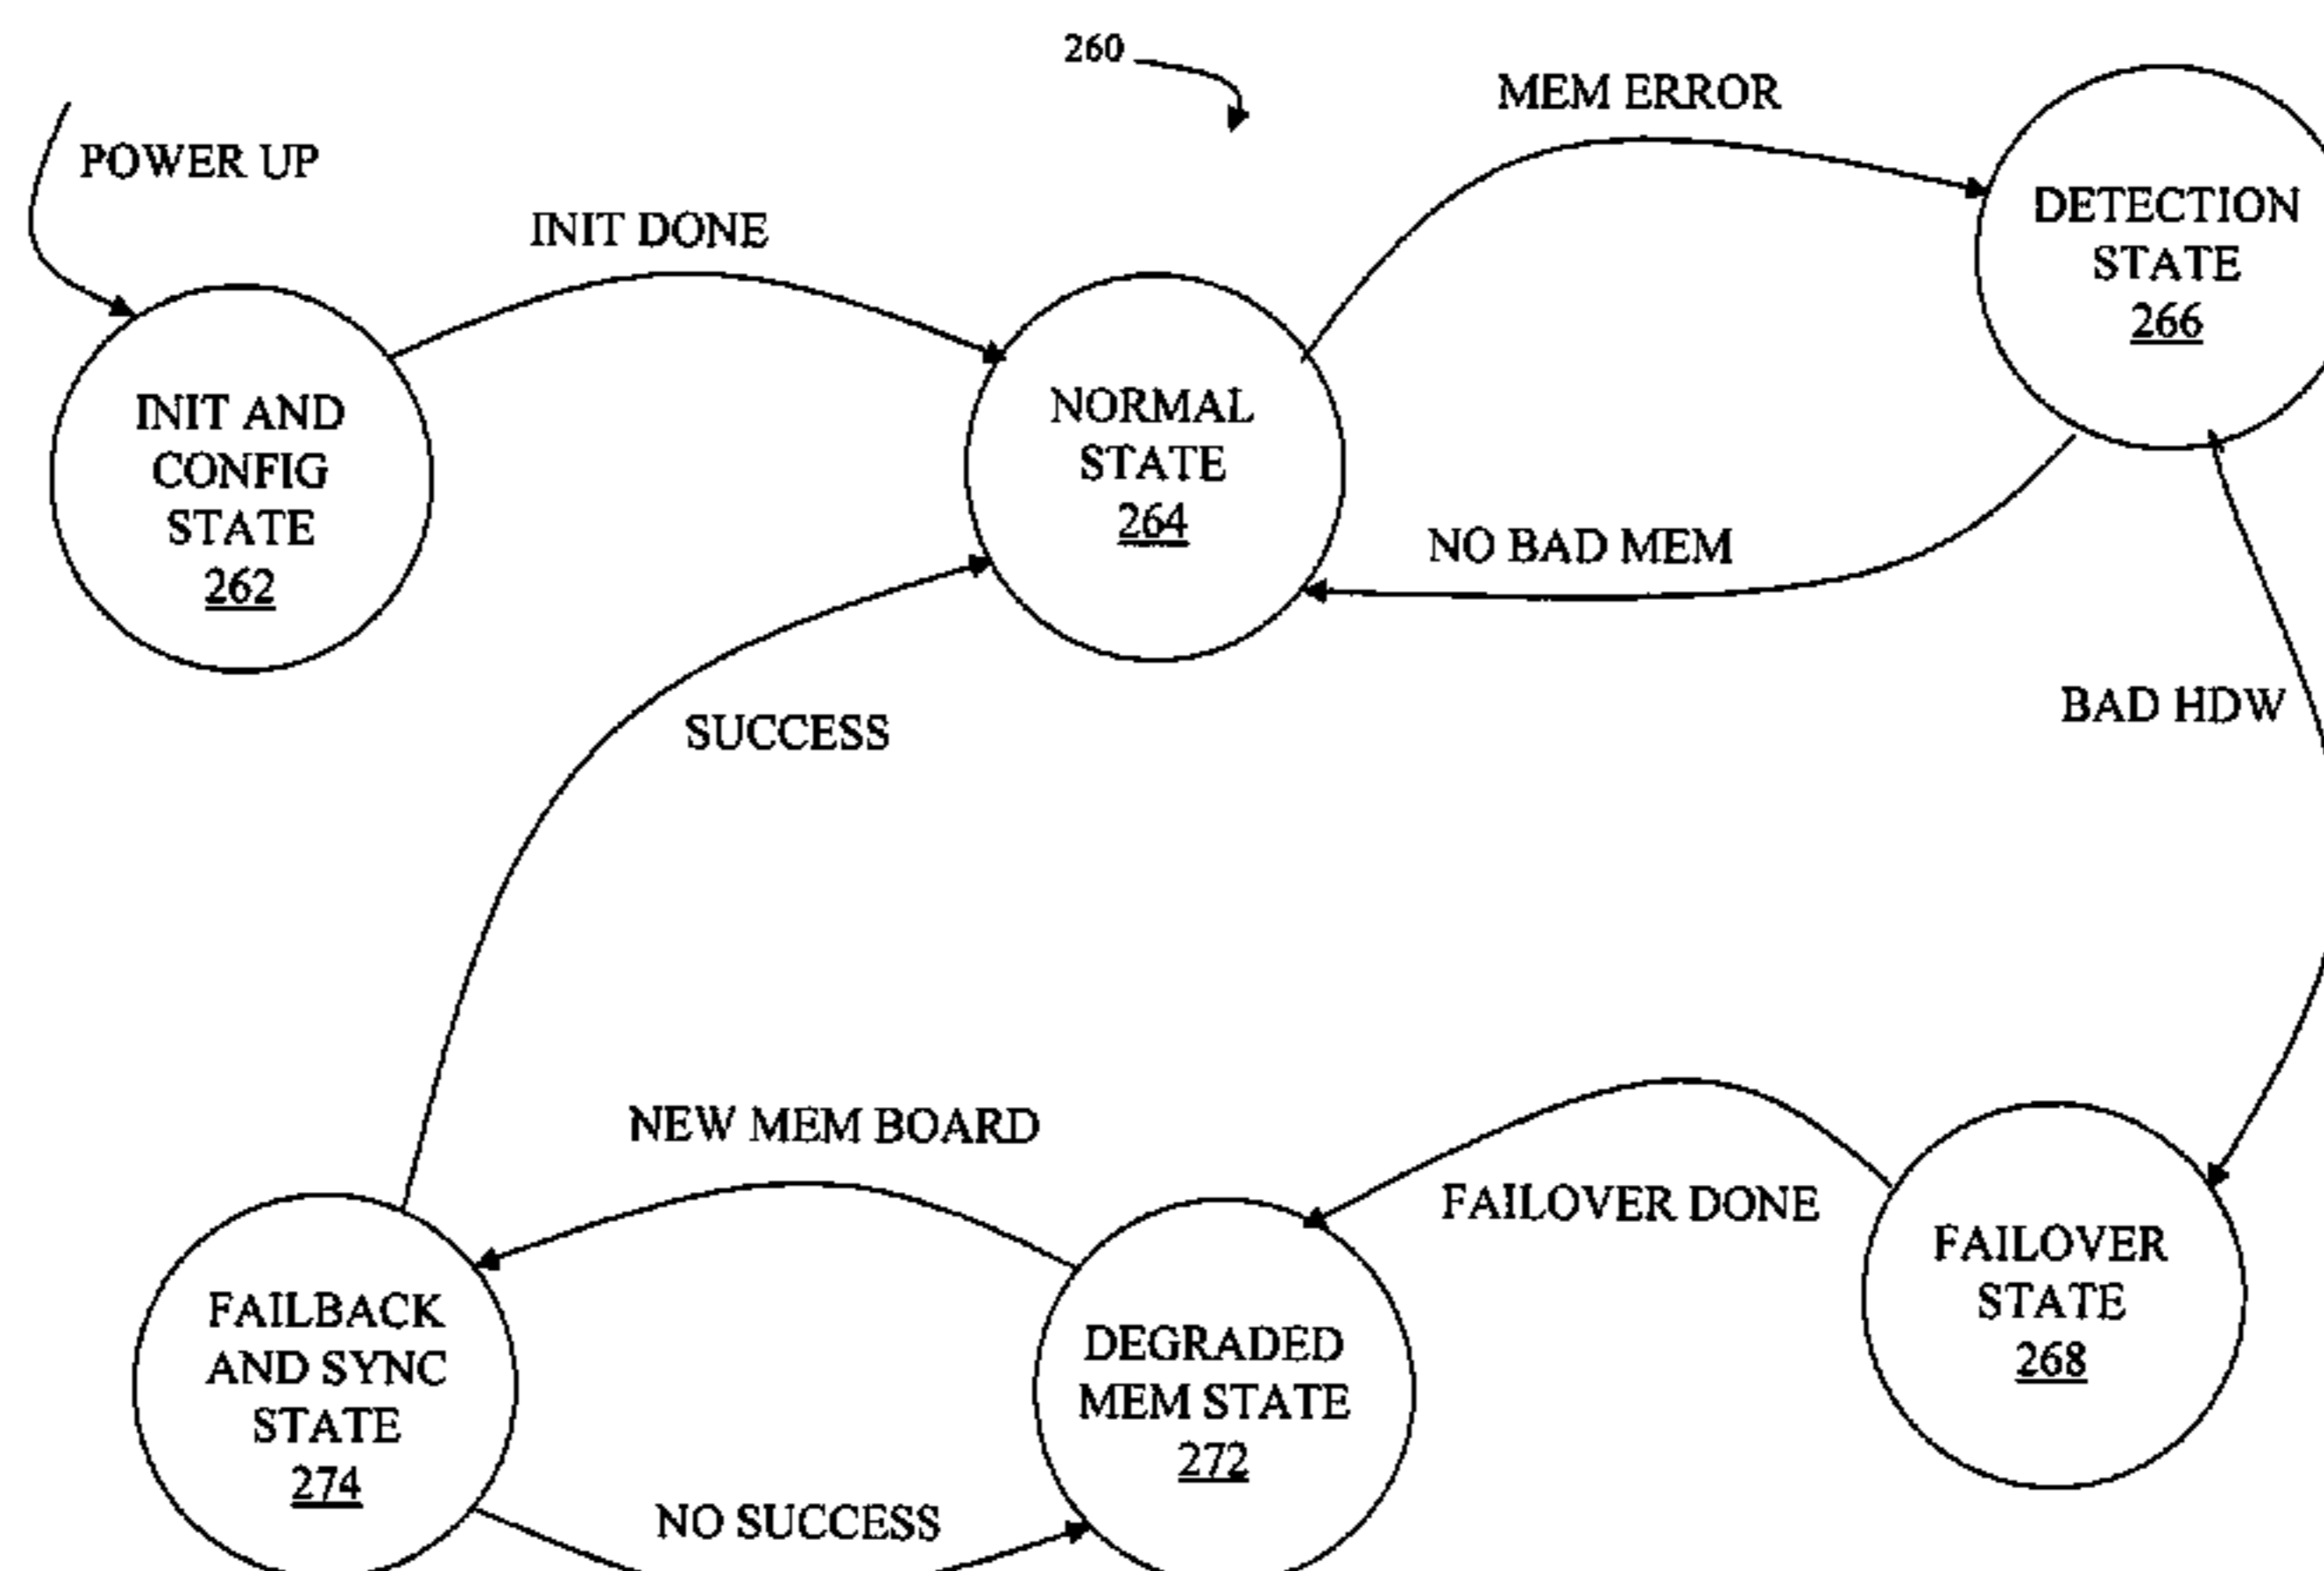 260
MEM ERROR
POWER UP
INIT DONE
DETECTION
STATE
266
INIT AND
CONFIG
STATE
262
NORMAL
STATE
264
NO BAD MEM
BAD HDW
SUCCESS
NEW MEM BOARD
FAILOVER DONE
FAILOVER
STATE
268
FAILBACK
AND SYNC
STATE
274
DEGRADED
MEM STATE
272
NO SUCCESS